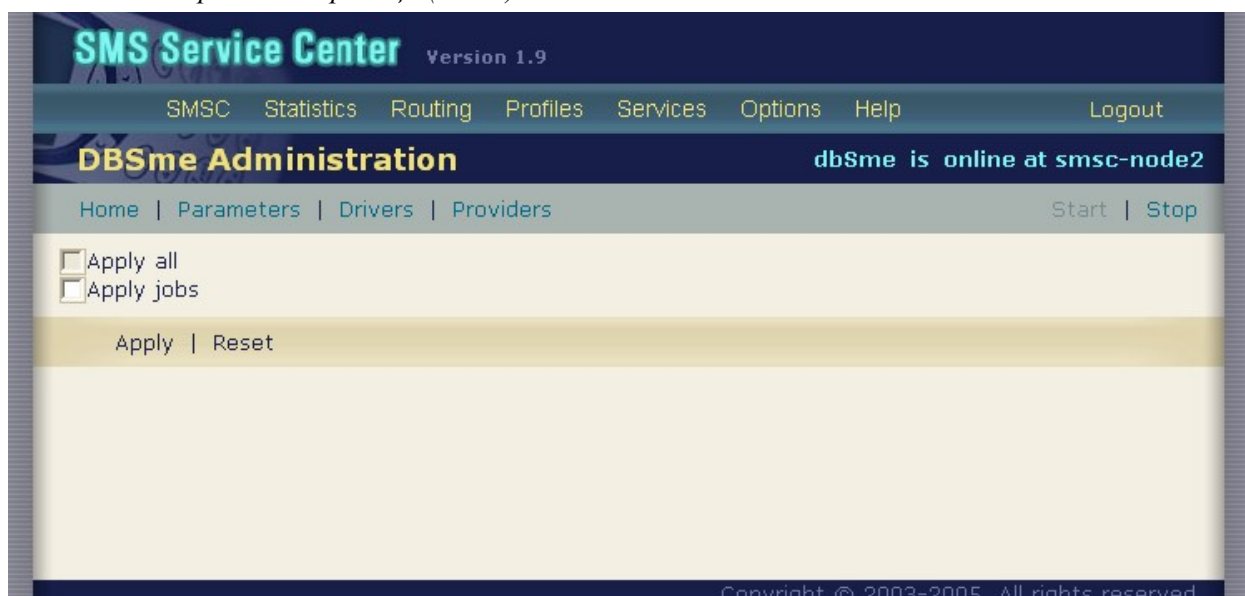 SMS Service Center Version 1.9
SMSC Statistics Routing Profiles Services Options Help Logout
DBSme Administration dbSme is online at smsc-node2
Home | Parameters | Drivers | Providers Start | Stop
Apply all
Apply jobs
Apply | Reset
Copyright © 2003-2005. All rights reserved